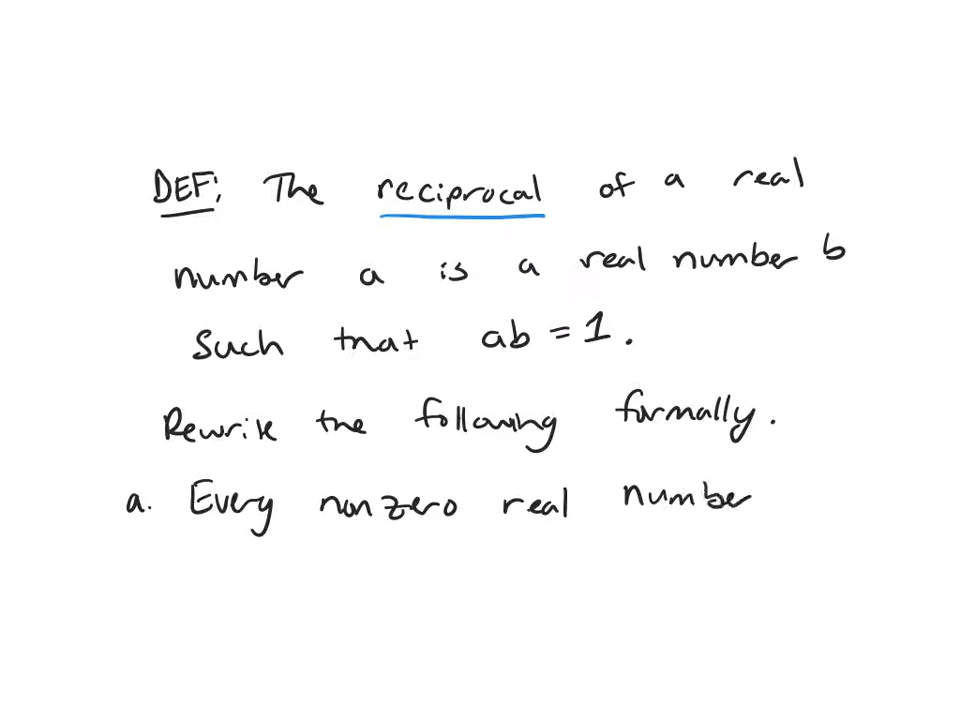 DEF: The reciprocal of a real
number a is a real number b
Such that ab = 1.
Rewrite the following formally.
a. Every nonzero real number